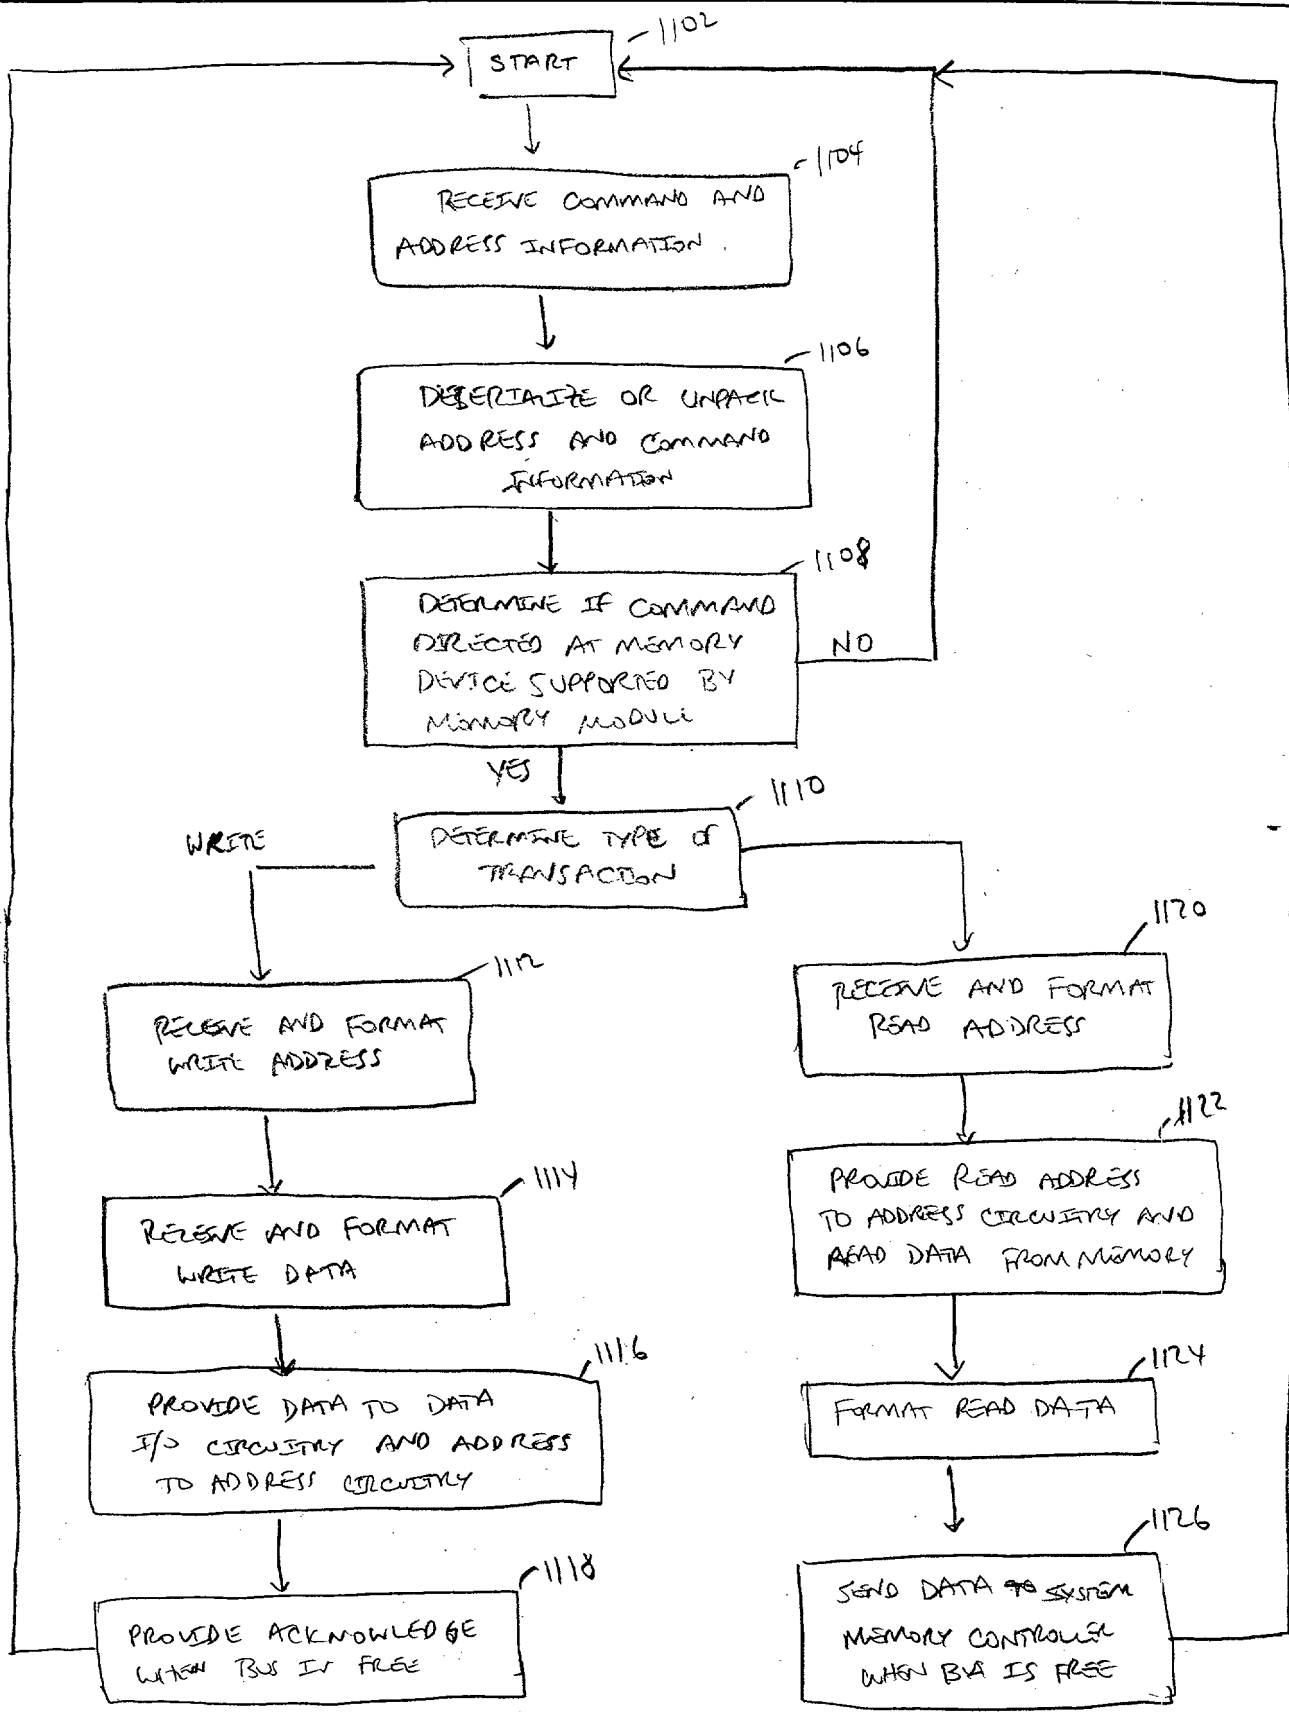 1102
START
1104
RECEIVE COMMAND AND
ADDRESS INFORMATION.
1106
DESERIALIZE OR UNPACK
ADDRESS AND COMMAND
INFORMATION
1108
DETERMINE IF COMMAND
DIRECTED AT MEMORY
DEVICE SUPPORTED BY
MEMORY MODULE
NO
YES
1110
DETERMINE TYPE OF
TRANSACTION
WRITE
1112
RECEIVE AND FORMAT
WRITE ADDRESS
1114
RECEIVE AND FORMAT
WRITE DATA
1116
PROVIDE DATA TO DATA
I/O CIRCUITRY AND ADDRESS
TO ADDRESS CIRCUITRY
1118
PROVIDE ACKNOWLEDGE
WHEN BUS IS FREE
1120
RECEIVE AND FORMAT
READ ADDRESS
1122
PROVIDE READ ADDRESS
TO ADDRESS CIRCUITRY AND
READ DATA FROM MEMORY
1124
FORMAT READ DATA
1126
SEND DATA TO SYSTEM
MEMORY CONTROLLER
WHEN BUS IS FREE